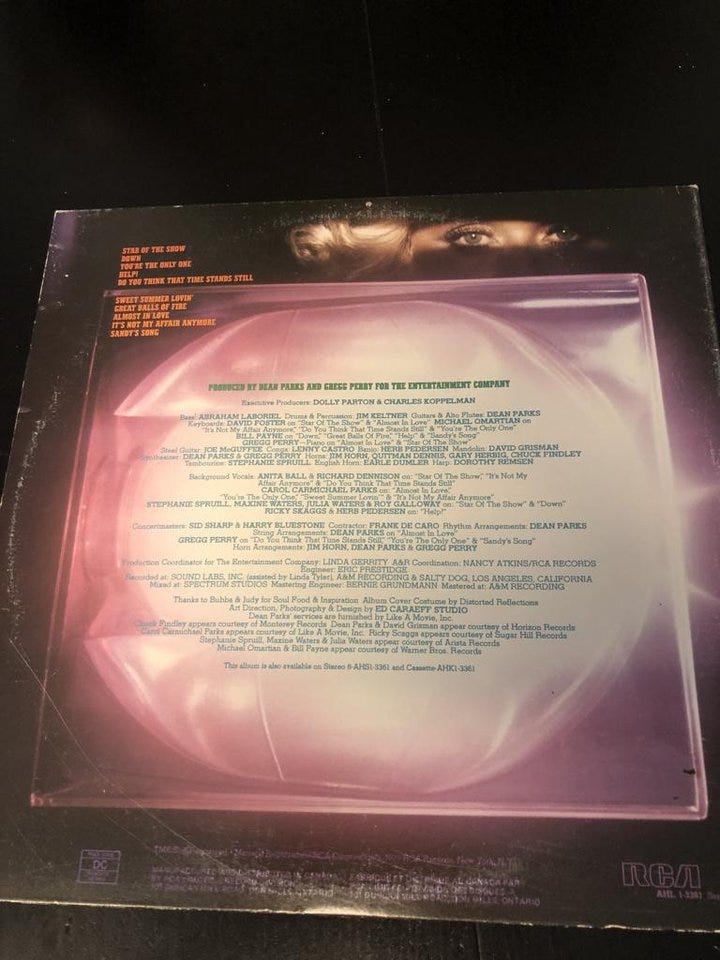 STAR OF THE SHOW
DOWN
YOU'RE THE ONLY ONE
HELP!
DO YOU THINK THAT TIME STANDS STILL
SWEET SUMMER LOVIN'
GREAT BALLS OF FIRE
ALMOST IN LOVE
IT'S NOT MY AFFAIR ANYMORE
SANDY'S SONG
PRODUCED BY DEAN PARKS AND GREGG PERRY FOR THE ENTERTAINMENT COMPANY
Executive Producers: DOLLY PARTON & CHARLES KOPPELMAN
Bass: ABRAHAM LABORIEL Drums & Percussion: JIM KELTNER Guitars & Alto Flutes: DEAN PARKS
Keyboards: DAVID FOSTER on "Star Of The Show" & "Almost In Love" MICHAEL OMARTIAN on
"It's Not My Affair Anymore," "Do You Think That Time Stands Still" & "You're The Only One"
BILL PAYNE on "Down," "Great Balls Of Fire," "Help" & "Sandy's Song"
GREGG PERRY—Piano on "Almost In Love" & "Star Of The Show"
Steel Guitar: JOE McGUFFEE Conga: LENNY CASTRO Banjo: HERB PEDERSEN Mandolin: DAVID GRISMAN
Synthesizer: DEAN PARKS & GREGG PERRY Horns: JIM HORN, QUITMAN DENNIS, GARY HERBIG, CHUCK FINDLEY
Tambourine: STEPHANIE SPRUILL English Horn: EARLE DUMLER Harp: DOROTHY REMSEN
Background Vocals: ANITA BALL & RICHARD DENNISON on: "Star Of The Show," "It's Not My
Affair Anymore" & "Do You Think That Time Stands Still"
CAROL CARMICHAEL PARKS on: "Almost In Love,"
"You're The Only One," "Sweet Summer Lovin'" & "It's Not My Affair Anymore"
STEPHANIE SPRUILL, MAXINE WATERS, JULIA WATERS & ROY GALLOWAY on: "Star Of The Show" & "Down"
RICKY SKAGGS & HERB PEDERSEN on: "Help!"
Concertmasters: SID SHARP & HARRY BLUESTONE Contractor: FRANK DE CARO Rhythm Arrangements: DEAN PARKS
String Arrangements: DEAN PARKS on "Almost In Love"
GREGG PERRY on "Do You Think That Time Stands Still," "You're The Only One" & "Sandy's Song"
Horn Arrangements: JIM HORN, DEAN PARKS & GREGG PERRY
Production Coordinator for The Entertainment Company: LINDA GERRITY A&R Coordination: NANCY ATKINS/RCA RECORDS
Engineer: ERIC PRESTIDGE
Recorded at: SOUND LABS, INC. (assisted by Linda Tyler), A&M RECORDING & SALTY DOG, LOS ANGELES, CALIFORNIA
Mixed at: SPECTRUM STUDIOS Mastering Engineer: BERNIE GRUNDMANN Mastered at: A&M RECORDING
Thanks to Bubba & Judy for Soul Food & Inspiration Album Cover Costume by Distorted Reflections
Art Direction, Photography & Design by ED CARAEFF STUDIO
Dean Parks' services are furnished by Like A Movie, Inc.
Chuck Findley appears courtesy of Monterey Records Dean Parks & David Grisman appear courtesy of Horizon Records
Carol Carmichael Parks appears courtesy of Like A Movie, Inc. Ricky Scaggs appears courtesy of Sugar Hill Records
Stephanie Spruill, Maxine Waters & Julia Waters appear courtesy of Arista Records
Michael Omartian & Bill Payne appear courtesy of Warner Bros. Records
This album is also available on Stereo 8-AHS1-3361 and Cassette-AHK1-3361
DC
RCA
AHL 1-3361
DON MILLS, ONTARIO